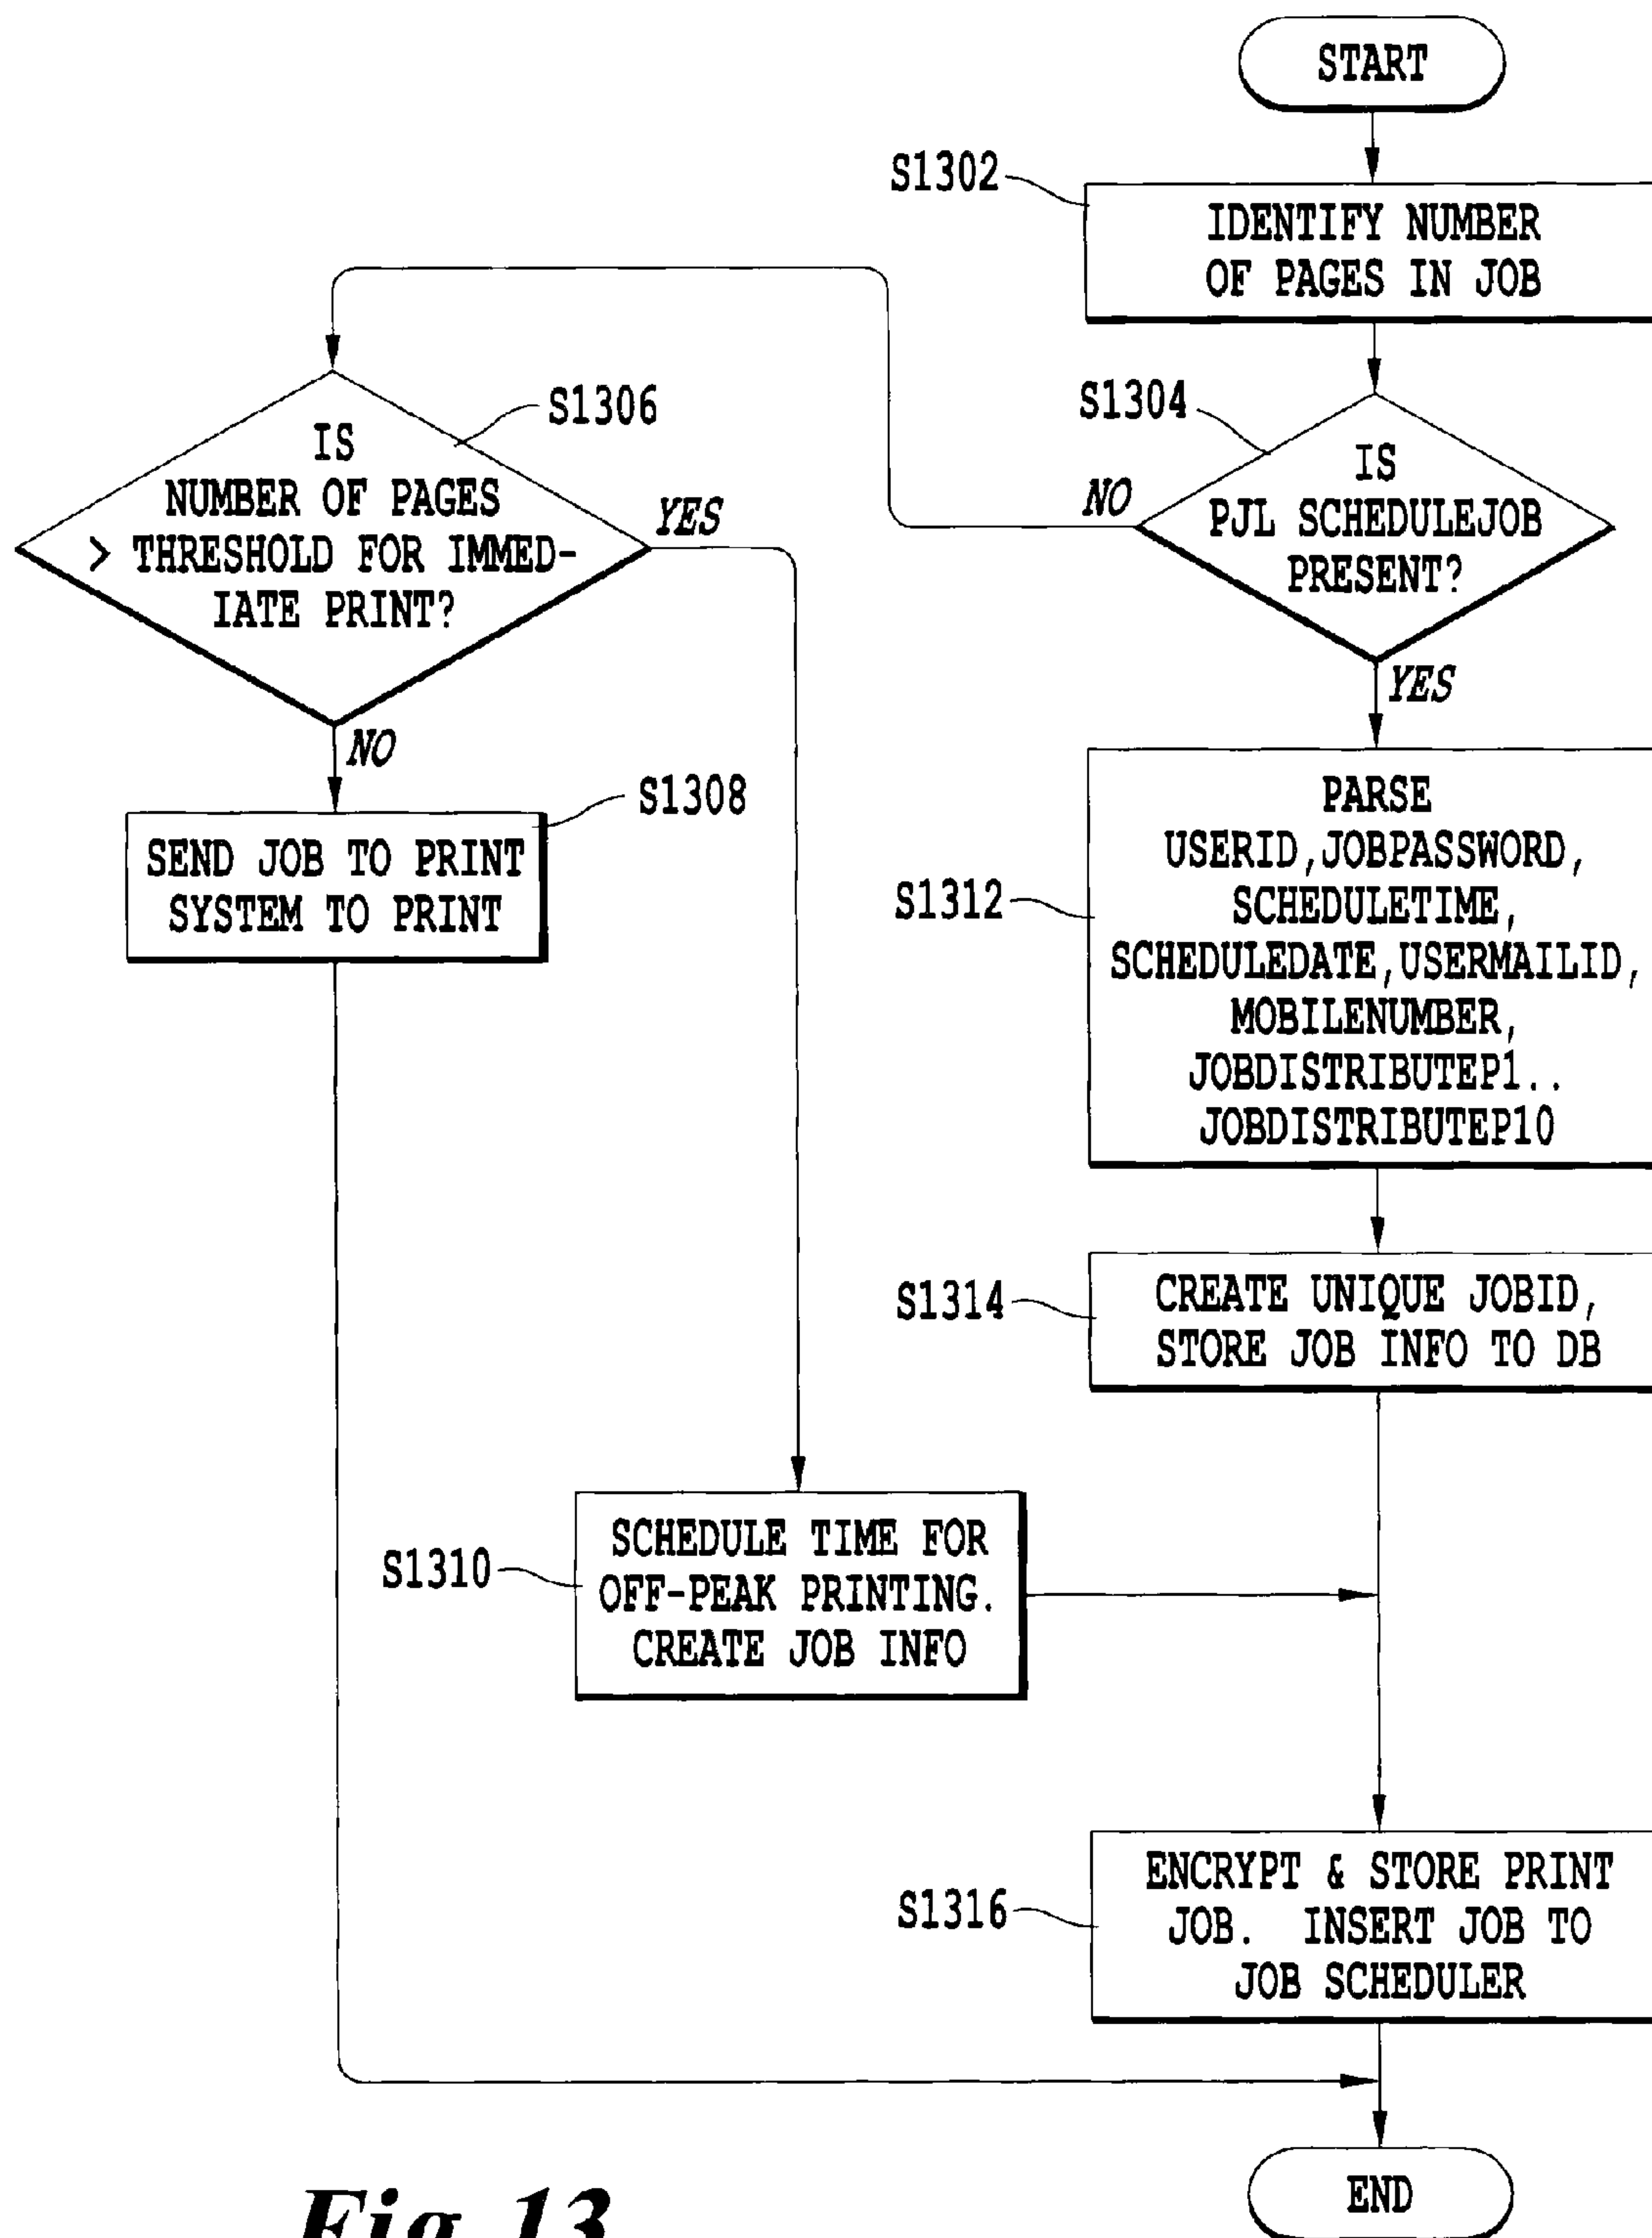 START
S1302
IDENTIFY NUMBER
OF PAGES IN JOB
S1304
IS
PJL SCHEDULEJOB
PRESENT?
NO
YES
S1306
IS
NUMBER OF PAGES
> THRESHOLD FOR IMMED-
IATE PRINT?
YES
NO
S1308
SEND JOB TO PRINT
SYSTEM TO PRINT
S1312
PARSE
USERID,JOBPASSWORD,
SCHEDULETIME,
SCHEDULEDATE,USERMAILID,
MOBILENUMBER,
JOBDISTRIBUTEP1..
JOBDISTRIBUTEP10
S1314
CREATE UNIQUE JOBID,
STORE JOB INFO TO DB
S1310
SCHEDULE TIME FOR
OFF-PEAK PRINTING.
CREATE JOB INFO
S1316
ENCRYPT & STORE PRINT
JOB. INSERT JOB TO
JOB SCHEDULER
END
Fig. 13